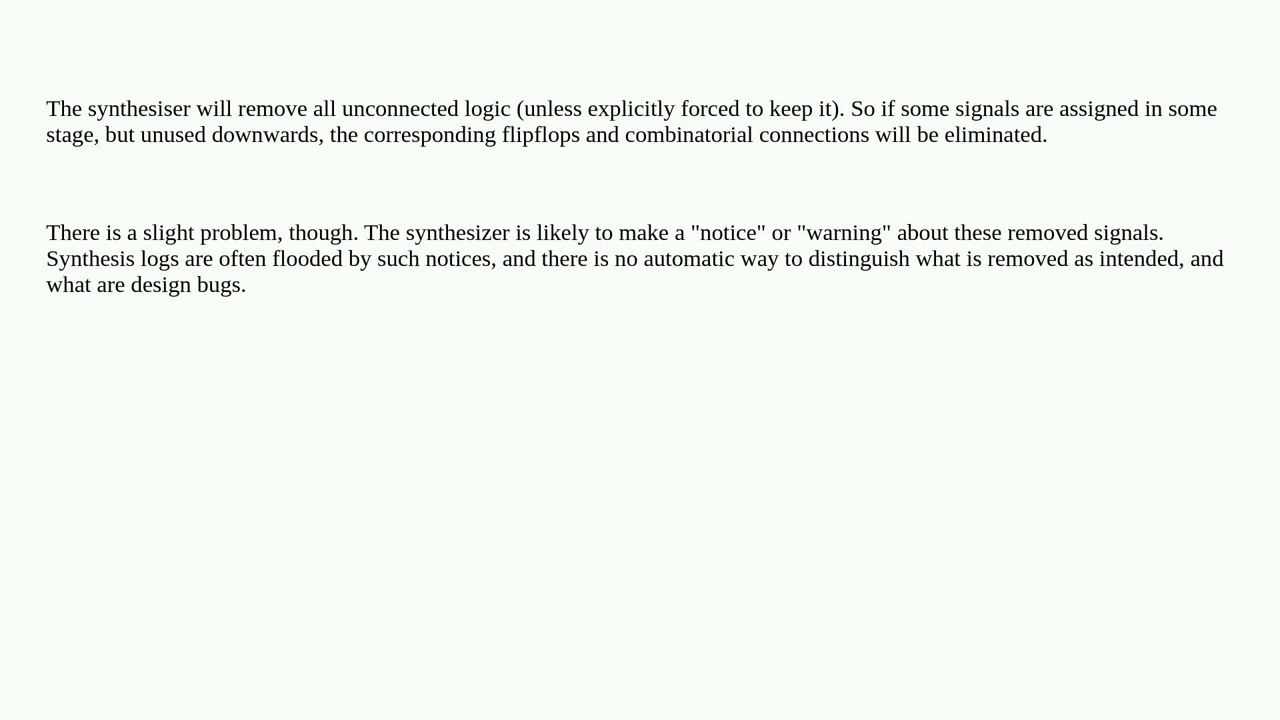 The synthesiser will remove all unconnected logic (unless explicitly forced to keep it). So if some signals are assigned in some
stage, but unused downwards, the corresponding flipflops and combinatorial connections will be eliminated.
There is a slight problem, though. The synthesizer is likely to make a "notice" or "warning" about these removed signals.
Synthesis logs are often flooded by such notices, and there is no automatic way to distinguish what is removed as intended, and
what are design bugs.